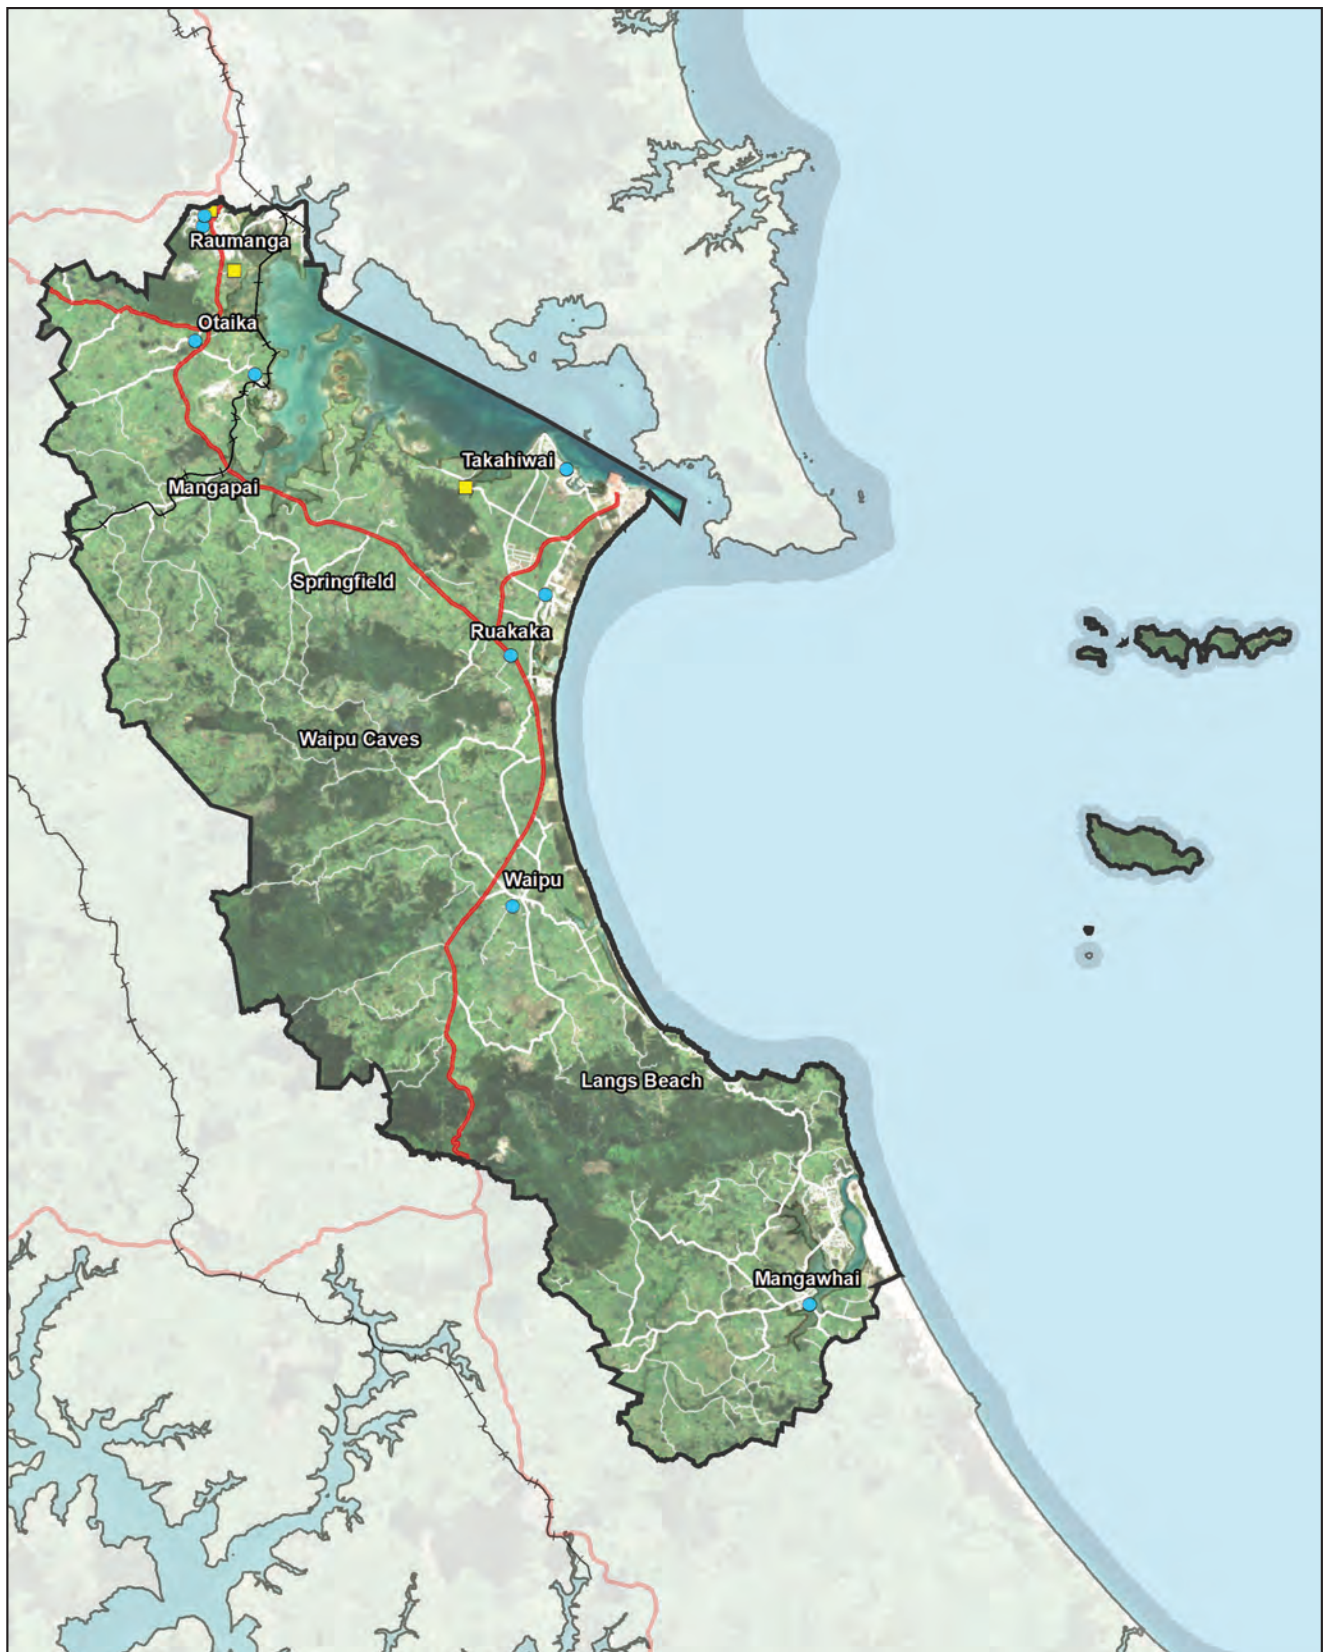 Raumanga
Otaika
Takahiwai
Mangapai
Springfield
Ruakaka
Waipu Caves
Waipu
Langs Beach
Mangawhai